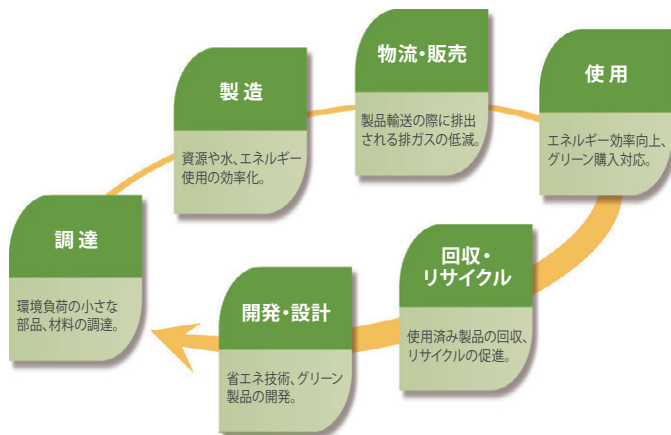 調達
環境負荷の小さな
部品、材料の調達。
製造
資源や水、エネルギー
使用の効率化。
物流・販売
製品輸送の際に排出
される排ガスの低減。
使用
エネルギー効率向上、
グリーン購入対応。
回収・
リサイクル
使用済み製品の回収、
リサイクルの促進。
開発・設計
省エネ技術、グリーン
製品の開発。